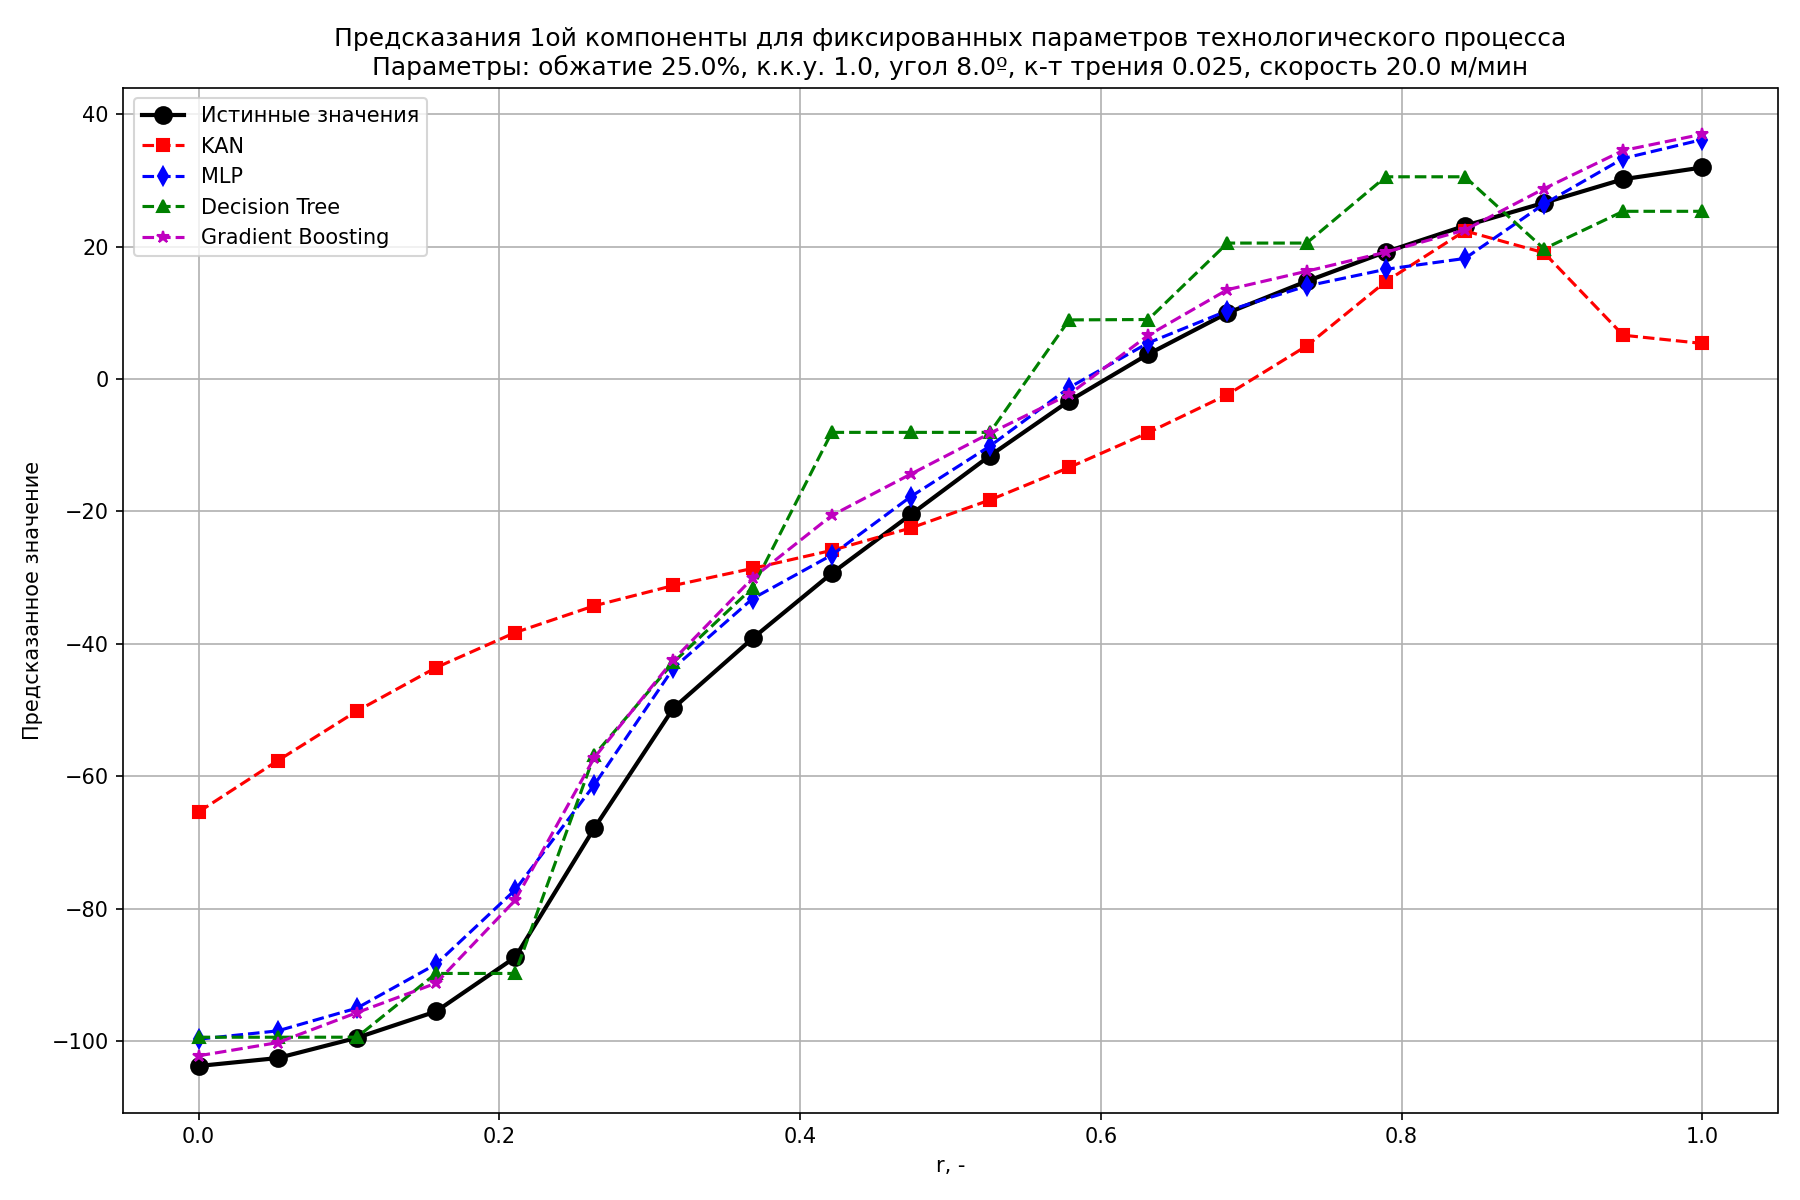 Предсказания 1ой компоненты для фиксированных параметров технологического процесса
Параметры: обжатие 25.0%, к.к.у. 1.0, угол 8.0º, к-т трения 0.025, скорость 20.0 м/мин
Истинные значения
KAN
MLP
Decision Tree
Gradient Boosting
Предсказанное значение
40
20
0
−20
−40
−60
−80
−100
0.0
0.2
0.4
0.6
0.8
1.0
r, -